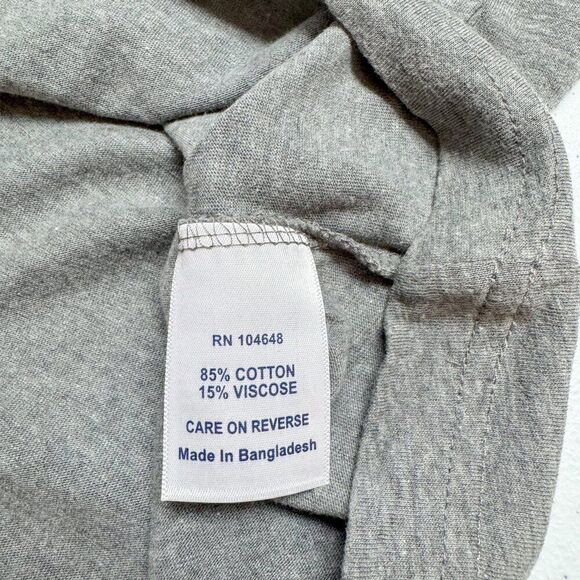 RN 104648
85% COTTON
15% VISCOSE
CARE ON REVERSE
Made In Bangladesh